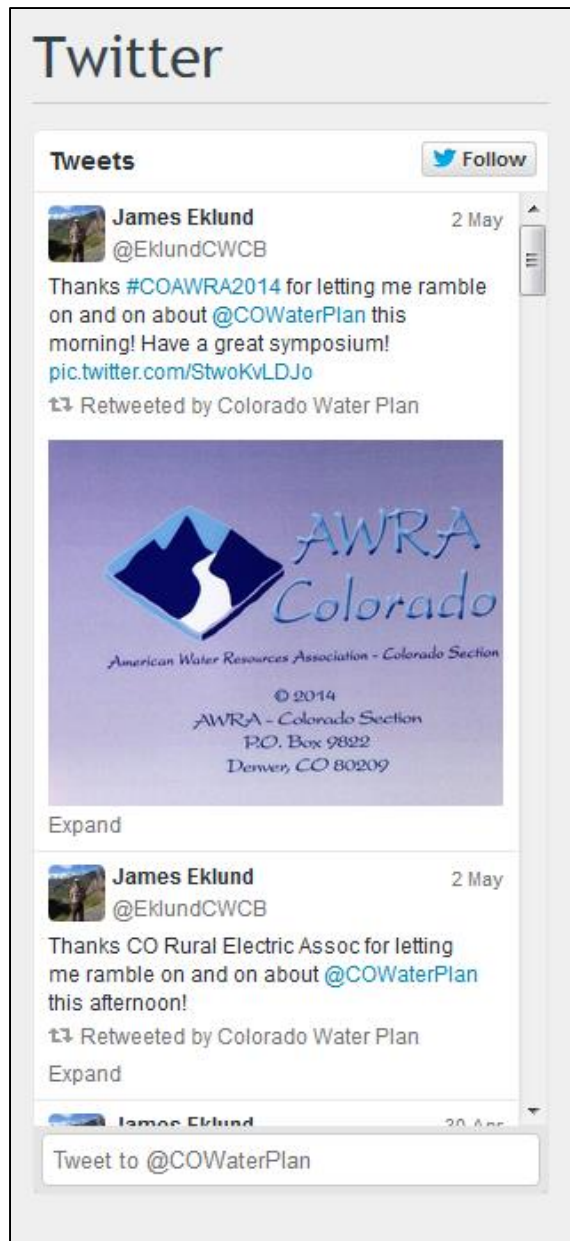 Twitter
Tweets
Follow
James Eklund
2 May
@EklundCWCB
Thanks #COAWRA2014 for letting me ramble
on and on about @COWaterPlan this
morning! Have a great symposium!
pic.twitter.com/StwoKvLDJo
Retweeted by Colorado Water Plan
AWRA
Colorado
American Water Resources Association - Colorado Section
© 2014
AWRA - Colorado Section
P.O. Box 9822
Denver, CO 80209
Expand
James Eklund
2 May
@EklundCWCB
Thanks CO Rural Electric Assoc for letting
me ramble on and on about @COWaterPlan
this afternoon!
Retweeted by Colorado Water Plan
Expand
James Eklund
30 Apr
Tweet to @COWaterPlan